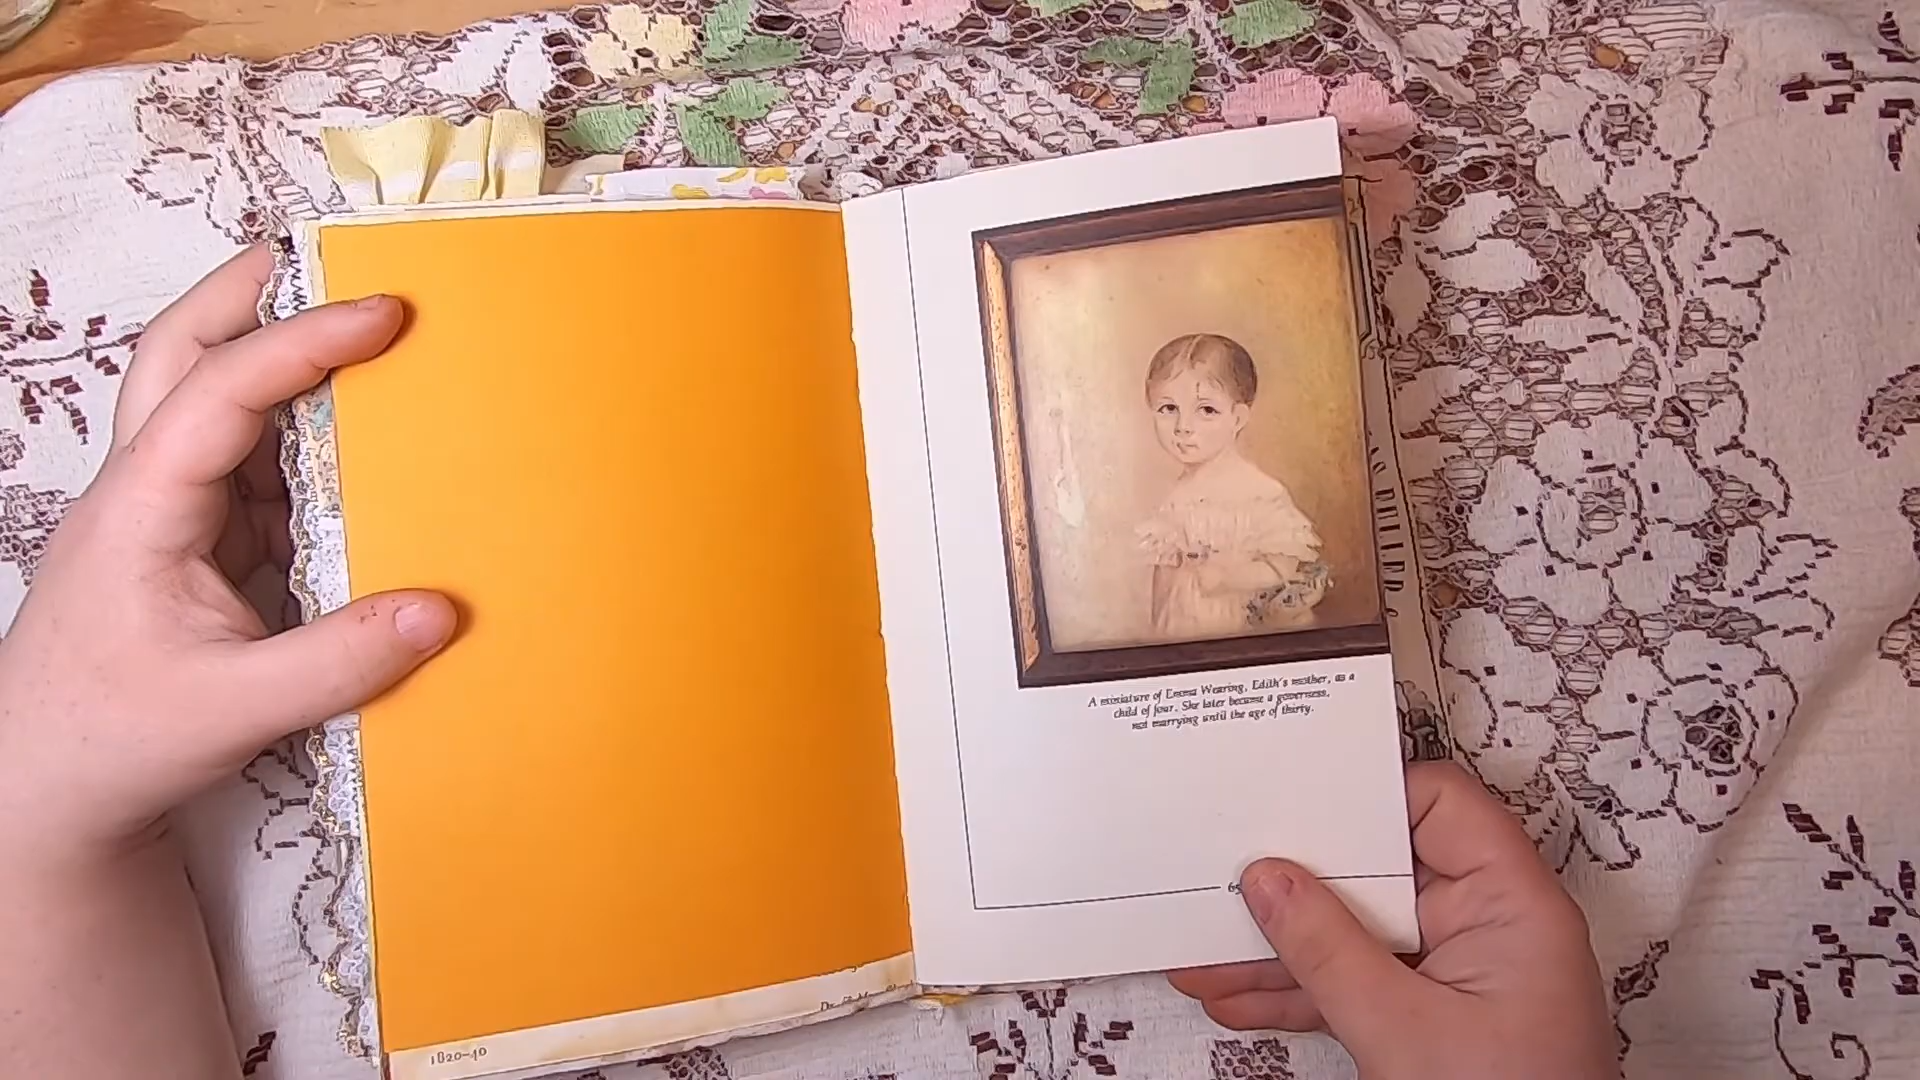 A miniature of Emma Wearing, Edith's mother, as a
child of four. She later became a governess,
not marrying until the age of thirty.
1820-40